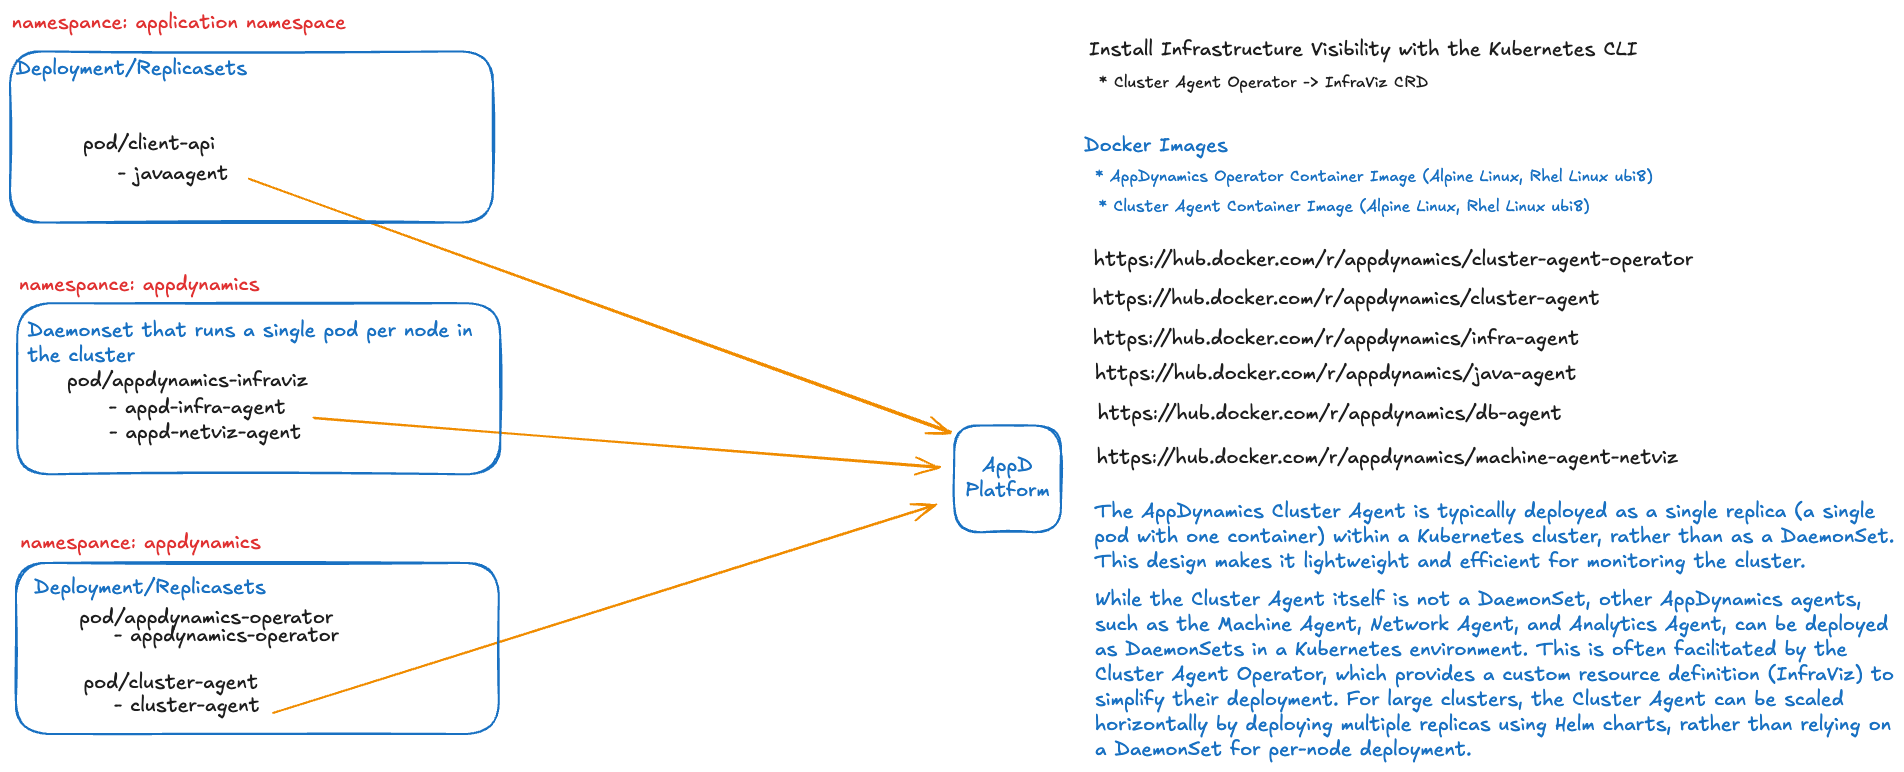 namespance: application namespace
Deployment/Replicasets
pod/client-api
- javaagent
namespance: appdynamics
Daemonset that runs a single pod per node in
the cluster
pod/appdynamics-infraviz
- appd-infra-agent
- appd-netviz-agent
namespance: appdynamics
Deployment/Replicasets
pod/appdynamics-operator
- appdynamics-operator
pod/cluster-agent
- cluster-agent
AppD
Platform
Install Infrastructure Visibility with the Kubernetes CLI
* Cluster Agent Operator -> InfraViz CRD
Docker Images
* AppDynamics Operator Container Image (Alpine Linux, Rhel Linux ubi8)
* Cluster Agent Container Image (Alpine Linux, Rhel Linux ubi8)
https://hub.docker.com/r/appdynamics/cluster-agent-operator
https://hub.docker.com/r/appdynamics/cluster-agent
https://hub.docker.com/r/appdynamics/infra-agent
https://hub.docker.com/r/appdynamics/java-agent
https://hub.docker.com/r/appdynamics/db-agent
https://hub.docker.com/r/appdynamics/machine-agent-netviz
The AppDynamics Cluster Agent is typically deployed as a single replica (a single
pod with one container) within a Kubernetes cluster, rather than as a DaemonSet.
This design makes it lightweight and efficient for monitoring the cluster.
While the Cluster Agent itself is not a DaemonSet, other AppDynamics agents,
such as the Machine Agent, Network Agent, and Analytics Agent, can be deployed
as DaemonSets in a Kubernetes environment. This is often facilitated by the
Cluster Agent Operator, which provides a custom resource definition (InfraViz) to
simplify their deployment. For large clusters, the Cluster Agent can be scaled
horizontally by deploying multiple replicas using Helm charts, rather than relying on
a DaemonSet for per-node deployment.